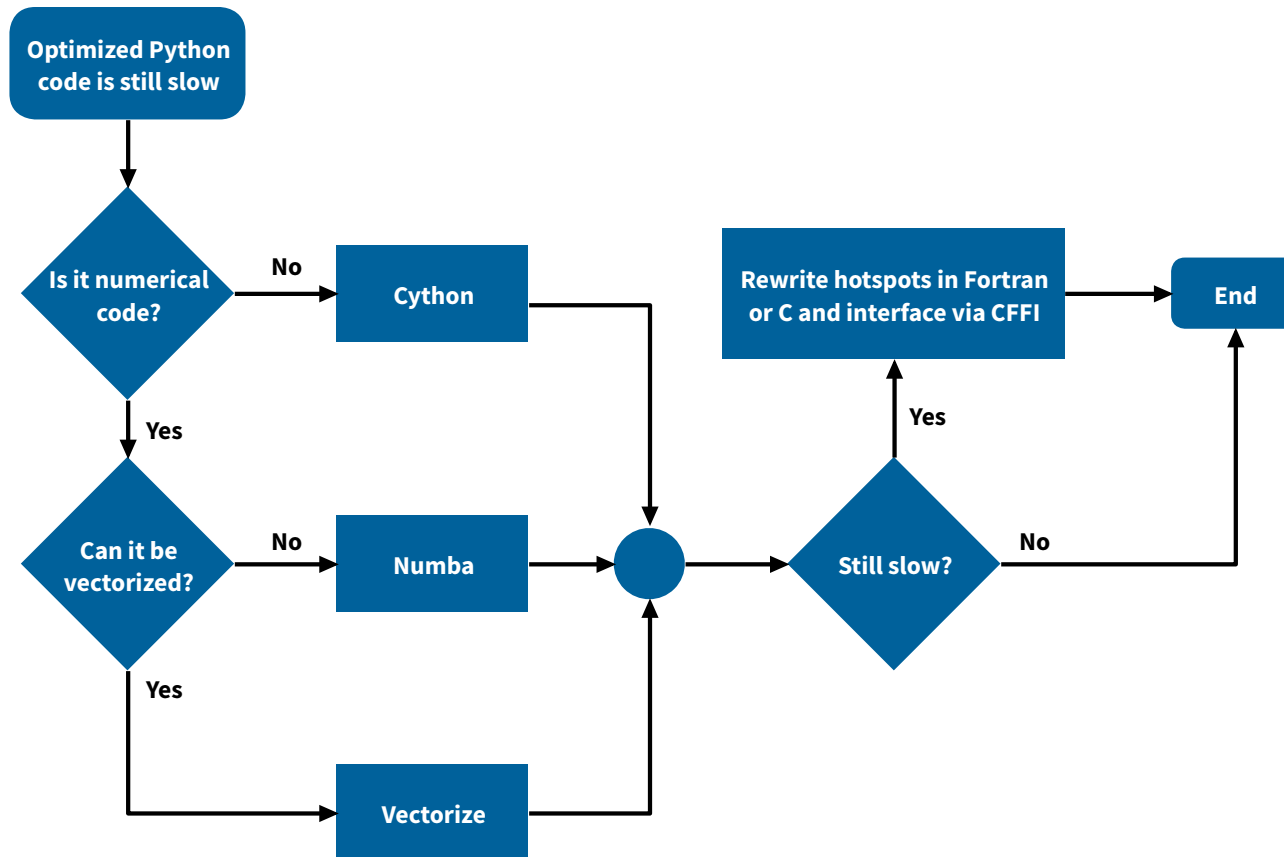 Optimized Python
code is still slow
Is it numerical
code?
No
Cython
Yes
Can it be
vectorized?
No
Numba
Yes
Vectorize
Still slow?
Yes
No
Rewrite hotspots in Fortran
or C and interface via CFFI
End